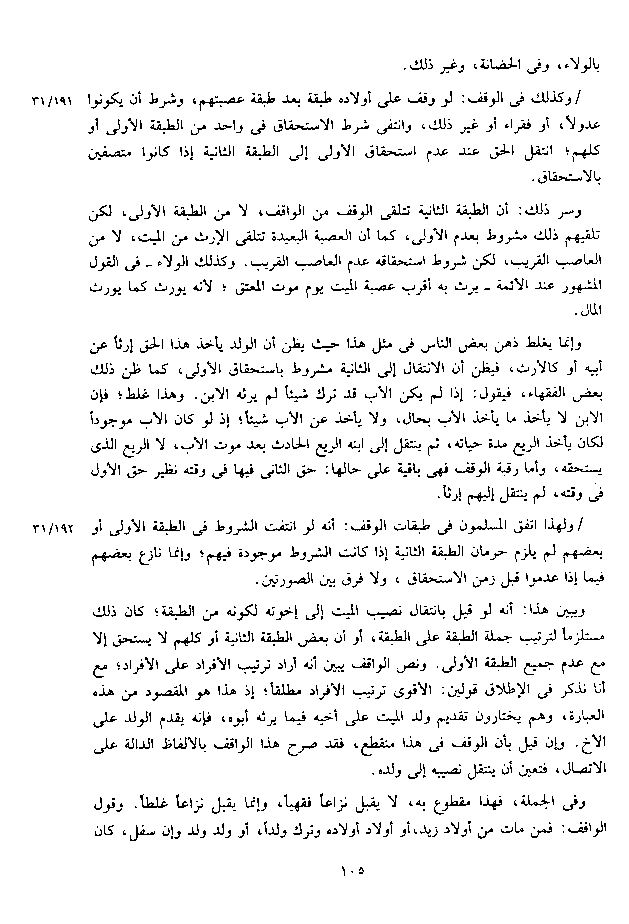 بالولاء، وفى الحضانة، وغير ذلك.
/ وكذلك فى الوقف: لو وقف على أولاده طبقة بعد طبقة عصبتهم، وشرط أن يكونوا ٣١/١٩١
عدولاً، أو فقراء أو غير ذلك، وانتفى شرط الاستحقاق فى واحد من الطبقة الأولى أو
كلهم؛ انتقل الحق عند عدم استحقاق الأولى إلى الطبقة الثانية إذا كانوا متصفين
بالاستحقاق.
وسر ذلك: أن الطبقة الثانية تتلقى الوقف من الواقف، لا من الطبقة الأولى، لكن
تلقيهم ذلك مشروط بعدم الأولى، كما أن العصبة البعيدة تتلقى الإرث من الميت، لا من
العاصب القريب، لكن شروط استحقاقه عدم العاصب القريب. وكذلك الولاء ـ فى القول
المشهور عند الأئمة ـ يرث به أقرب عصبة الميت يوم موت المعتق ؛ لأنه يورث كما يورث
المال.
وإنما يغلط ذهن بعض الناس فى مثل هذا حيث يظن أن الولد يأخذ هذا الحق إرثاً عن
أبيه أو كالارث، فيظن أن الانتقال إلى الثانية مشروط باستحقاق الأولى، كما ظن ذلك
بعض الفقهاء، فيقول: إذا لم يكن الأب قد ترك شيئاً لم يرثه الابن. وهذا غلط؛ فإن
الابن لا يأخذ ما يأخذ الأب بحال، ولا يأخذ عن الأب شيئاً؛ إذ لو كان الأب موجوداً
لكان يأخذ الريع مدة حياته، ثم ينتقل إلى ابنه الريع الحادث بعد موت الأب، لا الريع الذى
يستحقه، وأما رقبة الوقف فهى باقية على حالها: حق الثانى فيها فى وقته نظير حق الأول
فى وقته، لم ينتقل إليهم إرثاً.
/ ولهذا اتفق المسلمون فى طبقات الوقف: أنه لو انتفت الشروط فى الطبقة الأولى أو ٣١/١٩٢
بعضهم لم يلزم حرمان الطبقة الثانية إذا كانت الشروط موجودة فيهم؛ وإنما نازع بعضهم
فيما إذا عدموا قبل زمن الاستحقاق ، ولا فرق بين الصورتين.
ويبين هذا: أنه لو قيل بانتقال نصيب الميت إلى إخوته لكونه من الطبقة؛ كان ذلك
مستلزماً لترتيب جملة الطبقة على الطبقة، أو أن بعض الطبقة الثانية أو كلهم لا يستحق إلا
مع عدم جميع الطبقة الأولى. ونص الواقف يبين أنه أراد ترتيب الأفراد على الأفراد؛ مع
أنا نذكر فى الإطلاق قولين: الأقوى ترتيب الأفراد مطلقاً؛ إذ هذا هو المقصود من هذه
العبارة، وهم يختارون تقديم ولد الميت على أخيه فيما يرثه أبوه، فإنه يقدم الولد على
الأخ. وإن قيل بأن الوقف فى هذا منقطع، فقد صرح هذا الواقف بالألفاظ الدالة على
الاتصال، فتعين أن ينتقل نصيبه إلى ولده.
وفى الجملة، فهذا مقطوع به، لا يقبل نزاعاً فقهياً، وإنما يقبل نزاعاً غلطاً. وقول
الواقف: فمن مات من أولاد زيد،أو أولاد أولاده وترك ولداً، أو ولد ولد وإن سفل، كان
١٠٥